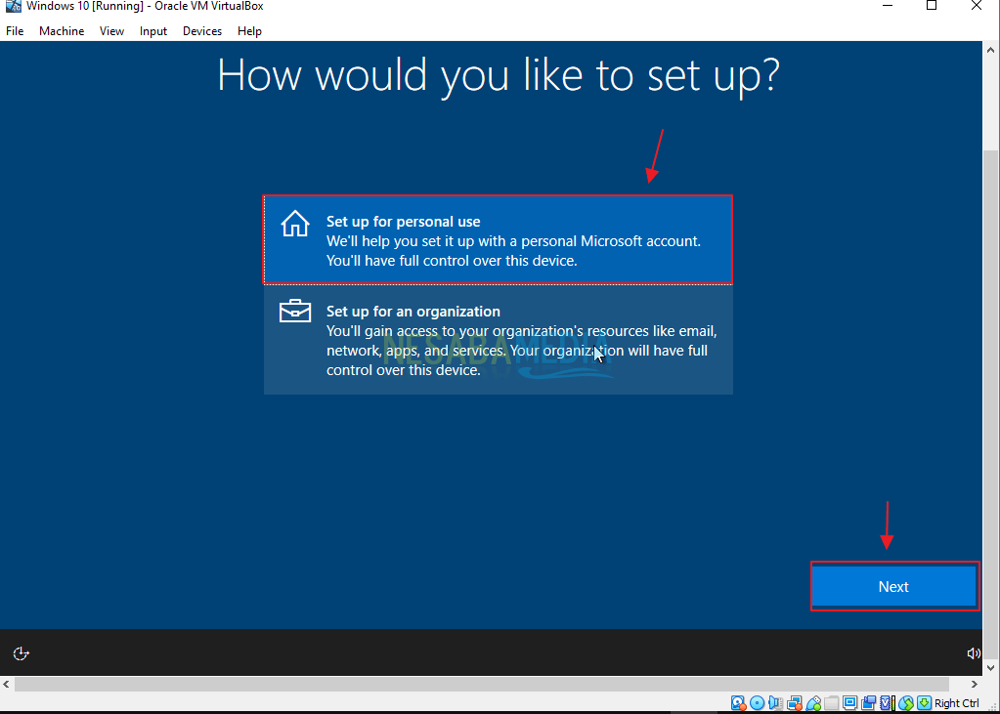 Windows 10 [Running] - Oracle VM VirtualBox
File Machine View Input Devices Help
How would you like to set up?
Set up for personal use
We'll help you set it up with a personal Microsoft account.
You'll have full control over this device.
Set up for an organization
You'll gain access to your organization's resources like email,
network, apps, and services. Your organization will have full
control over this device.
NESABAMEDIA
Next
Right Ctrl